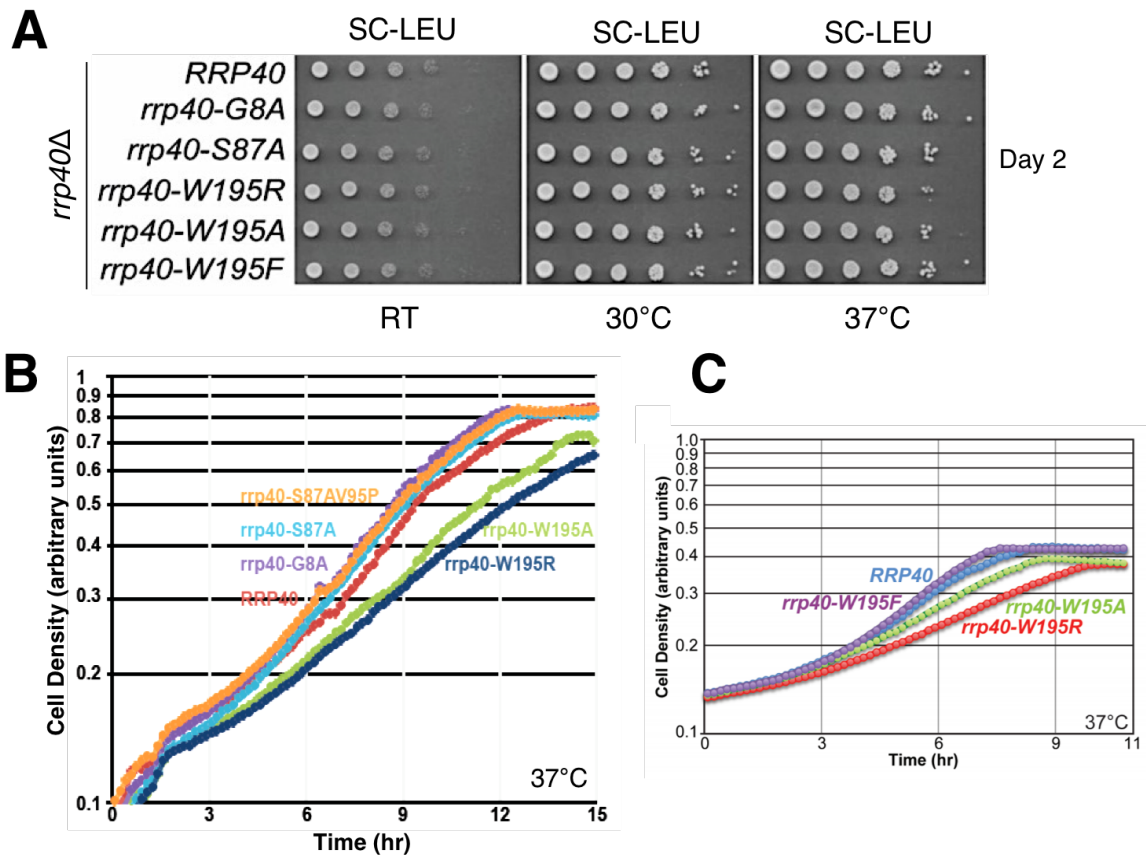 A
SC-LEU SC-LEU SC-LEU
rrp40Δ
RRP40
rrp40-G8A
rrp40-S87A
rrp40-W195R
rrp40-W195A
rrp40-W195F
Day 2
RT 30°C 37°C
B
Cell Density (arbitrary units)
1
0.9
0.8
0.7
0.6
0.5
0.4
0.3
0.2
0.1
rrp40-S87AV95P
rrp40-S87A
rrp40-G8A
RRP40
rrp40-W195A
rrp40-W195R
37°C
0 3 6 9 12 15
Time (hr)
C
Cell Density (arbitrary units)
1.0
0.9
0.8
0.7
0.6
0.5
0.4
0.3
0.2
0.1
RRP40
rrp40-W195F
rrp40-W195A
rrp40-W195R
37°C
0 3 6 9 11
Time (hr)